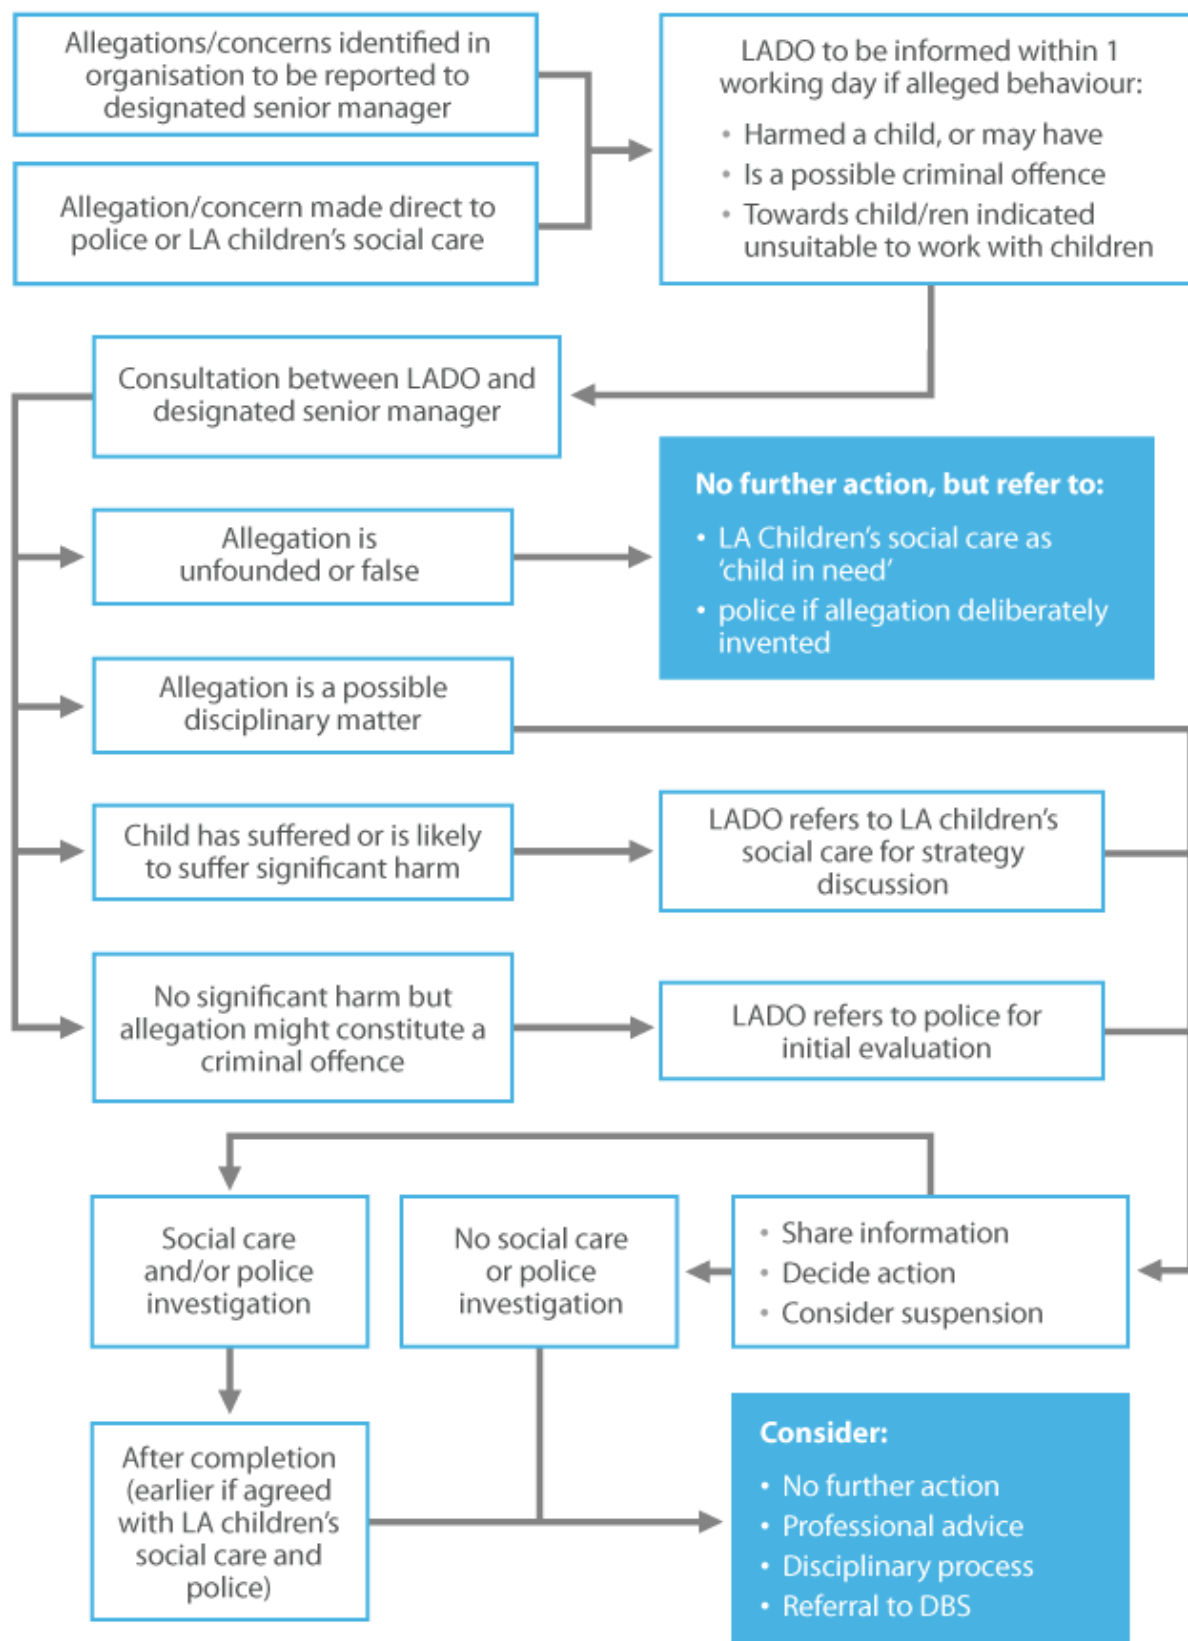 Allegations/concerns identified in
organisation to be reported to
designated senior manager
Allegation/concern made direct to
police or LA children's social care
LADO to be informed within 1
working day if alleged behaviour:
• Harmed a child, or may have
• Is a possible criminal offence
• Towards child/ren indicated
unsuitable to work with children
Consultation between LADO and
designated senior manager
Allegation is
unfounded or false
No further action, but refer to:
• LA Children's social care as
'child in need'
• police if allegation deliberately
invented
Allegation is a possible
disciplinary matter
Child has suffered or is likely
to suffer significant harm
LADO refers to LA children's
social care for strategy
discussion
No significant harm but
allegation might constitute a
criminal offence
LADO refers to police for
initial evaluation
Social care
and/or police
investigation
No social care
or police
investigation
• Share information
• Decide action
• Consider suspension
After completion
(earlier if agreed
with LA children's
social care and
police)
Consider:
• No further action
• Professional advice
• Disciplinary process
• Referral to DBS